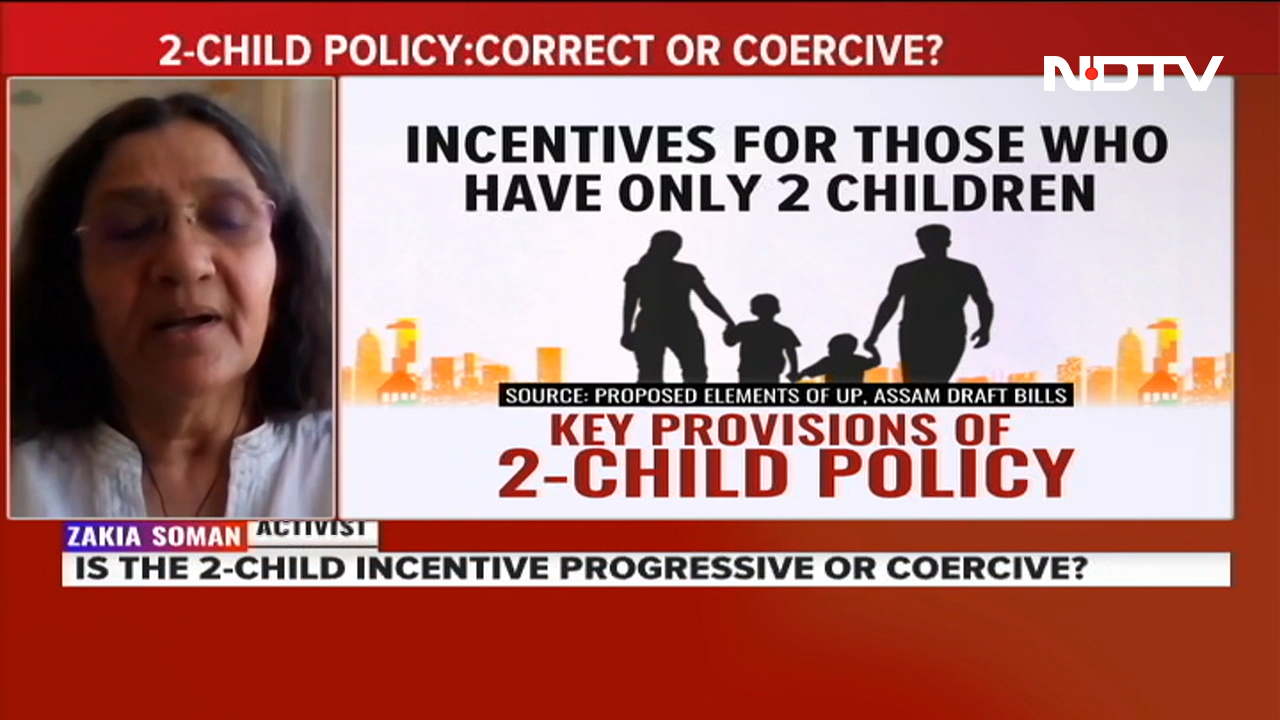 2-CHILD POLICY:CORRECT OR COERCIVE?
NDTV
INCENTIVES FOR THOSE WHO
HAVE ONLY 2 CHILDREN
SOURCE: PROPOSED ELEMENTS OF UP, ASSAM DRAFT BILLS
KEY PROVISIONS OF
2-CHILD POLICY
ZAKIA SOMAN ACTIVIST
IS THE 2-CHILD INCENTIVE PROGRESSIVE OR COERCIVE?